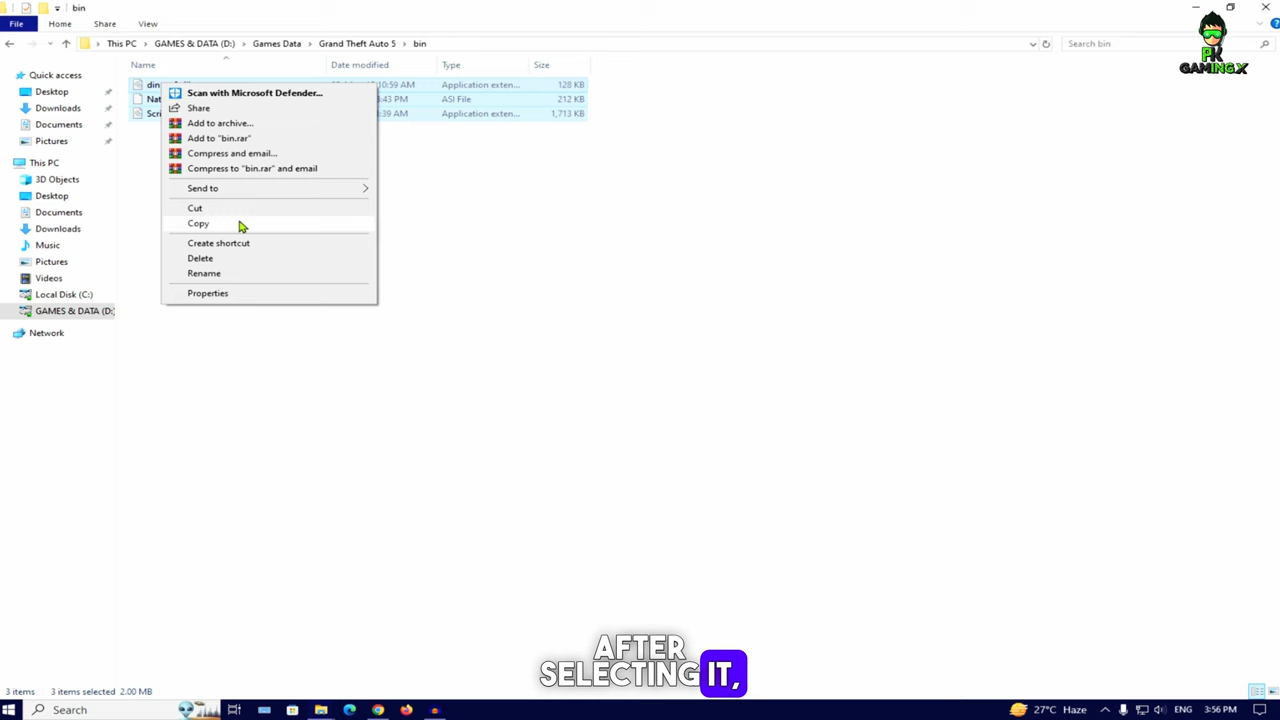 bin
File Home Share View
This PC GAMES & DATA (D:) Games Data Grand Theft Auto 5 bin Search bin
PK GAMINGX
Name Date modified Type Size
Quick access
Desktop
Downloads
Documents
Pictures
This PC
3D Objects
Desktop
Documents
Downloads
Music
Pictures
Videos
Local Disk (C:)
GAMES & DATA (D:)
Network
10:59 AM Application exten... 128 KB
ASI File 212 KB
Application exten... 1,713 KB
Scan with Microsoft Defender...
Share
Add to archive...
Add to "bin.rar"
Compress and email...
Compress to "bin.rar" and email
Send to
Cut
Copy
Create shortcut
Delete
Rename
Properties
AFTER
SELECTING IT,
3 items 3 items selected 2.00 MB
Search 27°C Haze ENG 3:56 PM